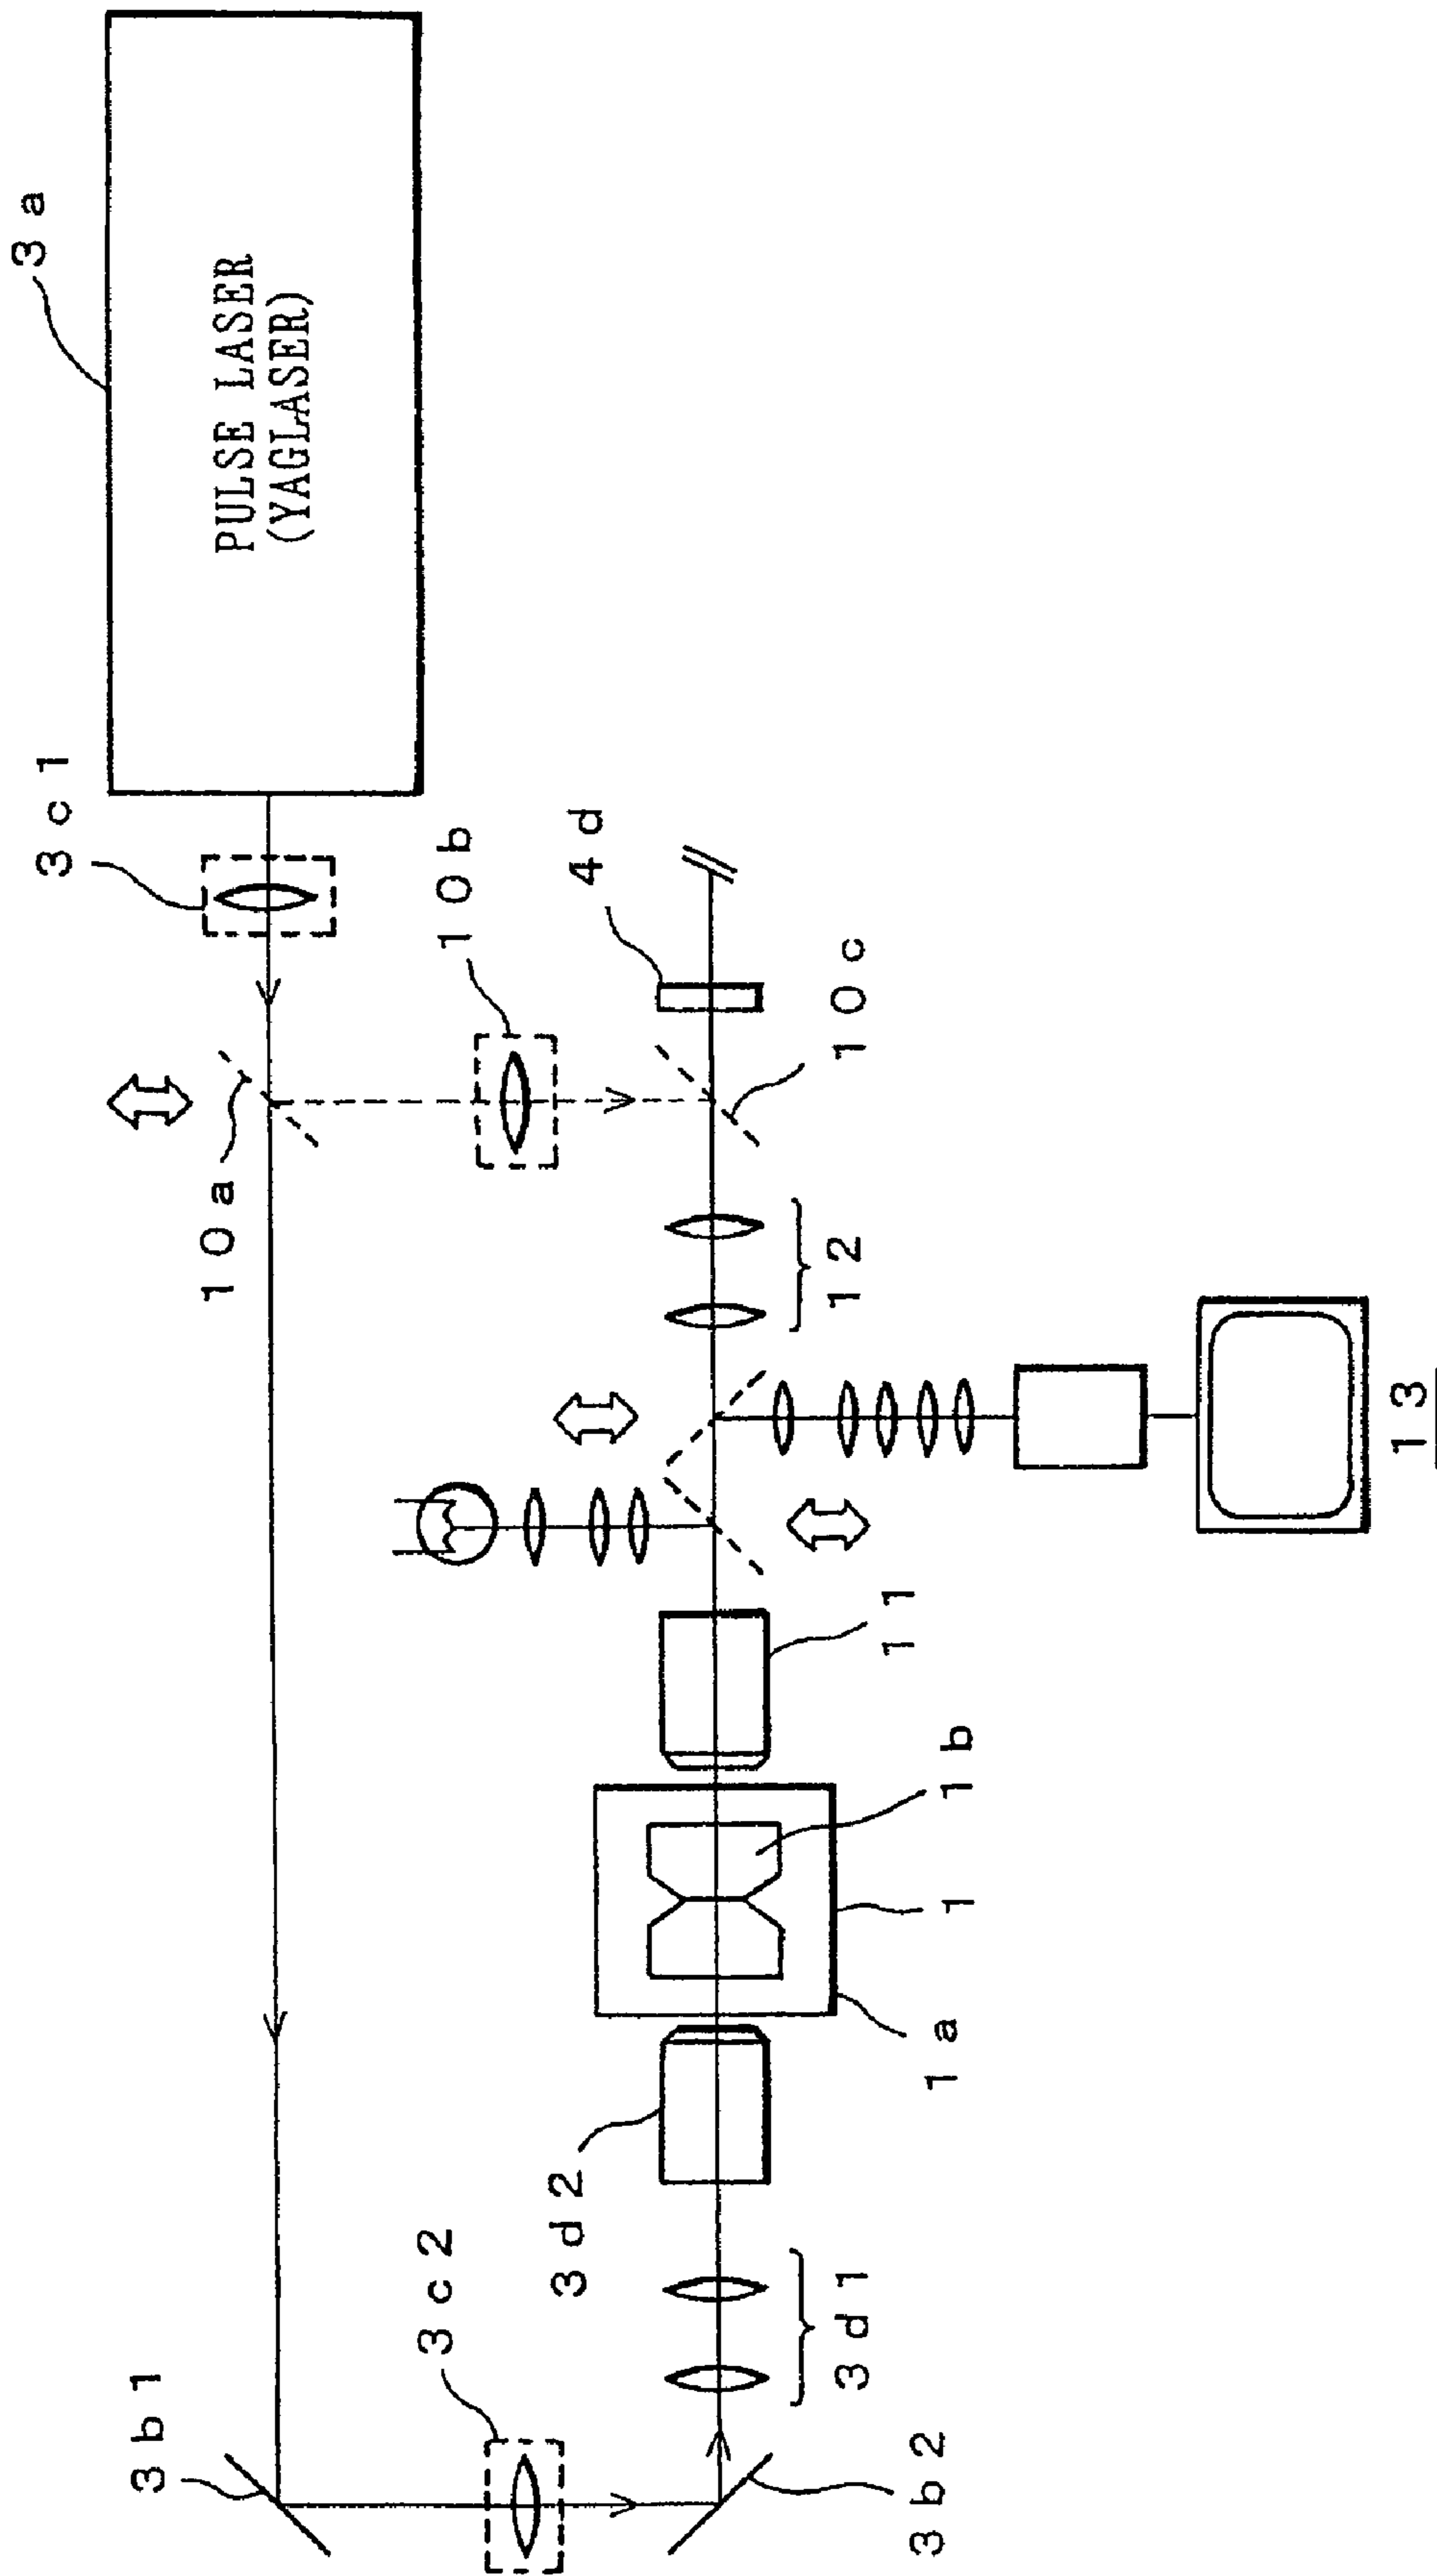 3a
PULSE LASER
(YAGLASER)
3c1
10b
4d
10c
10a
12
13
11
1b
1
1a
3d2
3d1
3c2
3b1
3b2